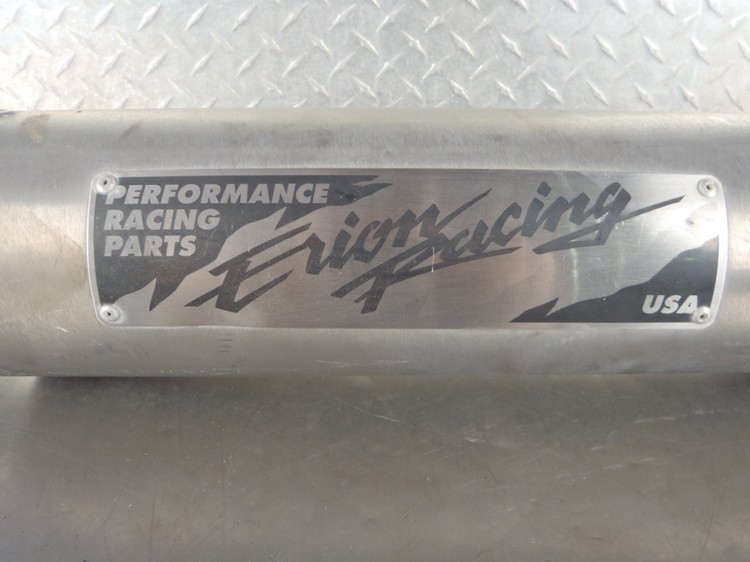 PERFORMANCE
RACING
PARTS
Erion Racing
USA